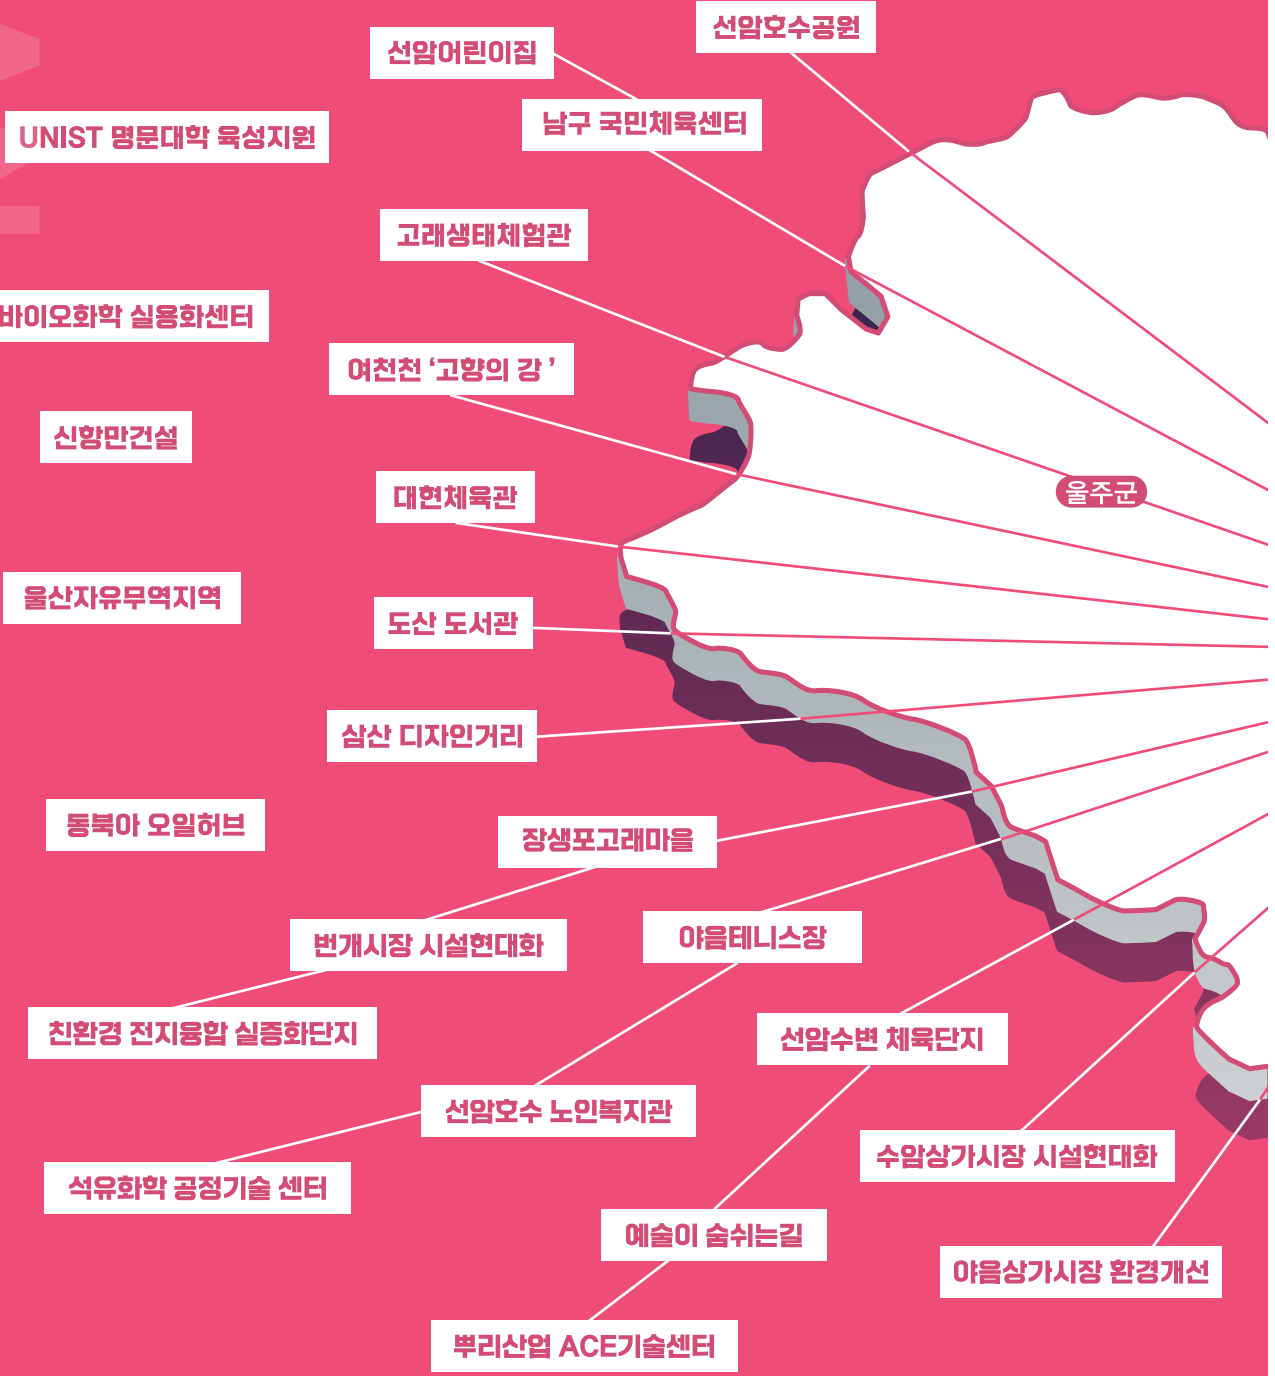 선암호수공원
선암어린이집
남구 국민체육센터
UNIST 명문대학 육성지원
고래생태체험관
바이오화학 실용화센터
여천천 ‘고향의 강 ’
신항만건설
대현체육관
울주군
울산자유무역지역
도산 도서관
삼산 디자인거리
동북아 오일허브
장생포고래마을
번개시장 시설현대화
야음테니스장
친환경 전지융합 실증화단지
선암수변 체육단지
선암호수 노인복지관
수암상가시장 시설현대화
석유화학 공정기술 센터
예술이 숨쉬는길
야음상가시장 환경개선
뿌리산업 ACE기술센터